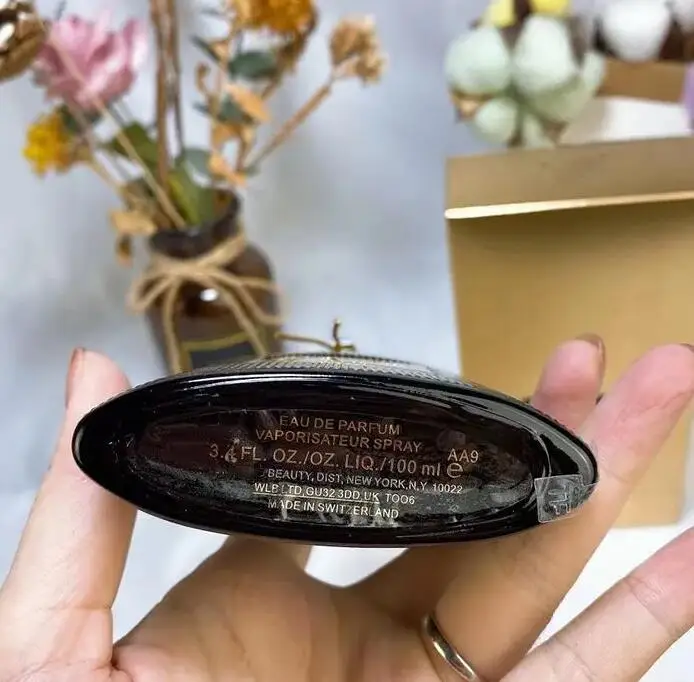 EAU DE PARFUM
VAPORISATEUR SPRAY
3.4 FL. OZ./OZ. LIQ./100 ml e AA9
BEAUTY, DIST, NEW YORK,N.Y, 10022
WLP LTD,GU32 3DD,UK TOO6
MADE IN SWITZERLAND